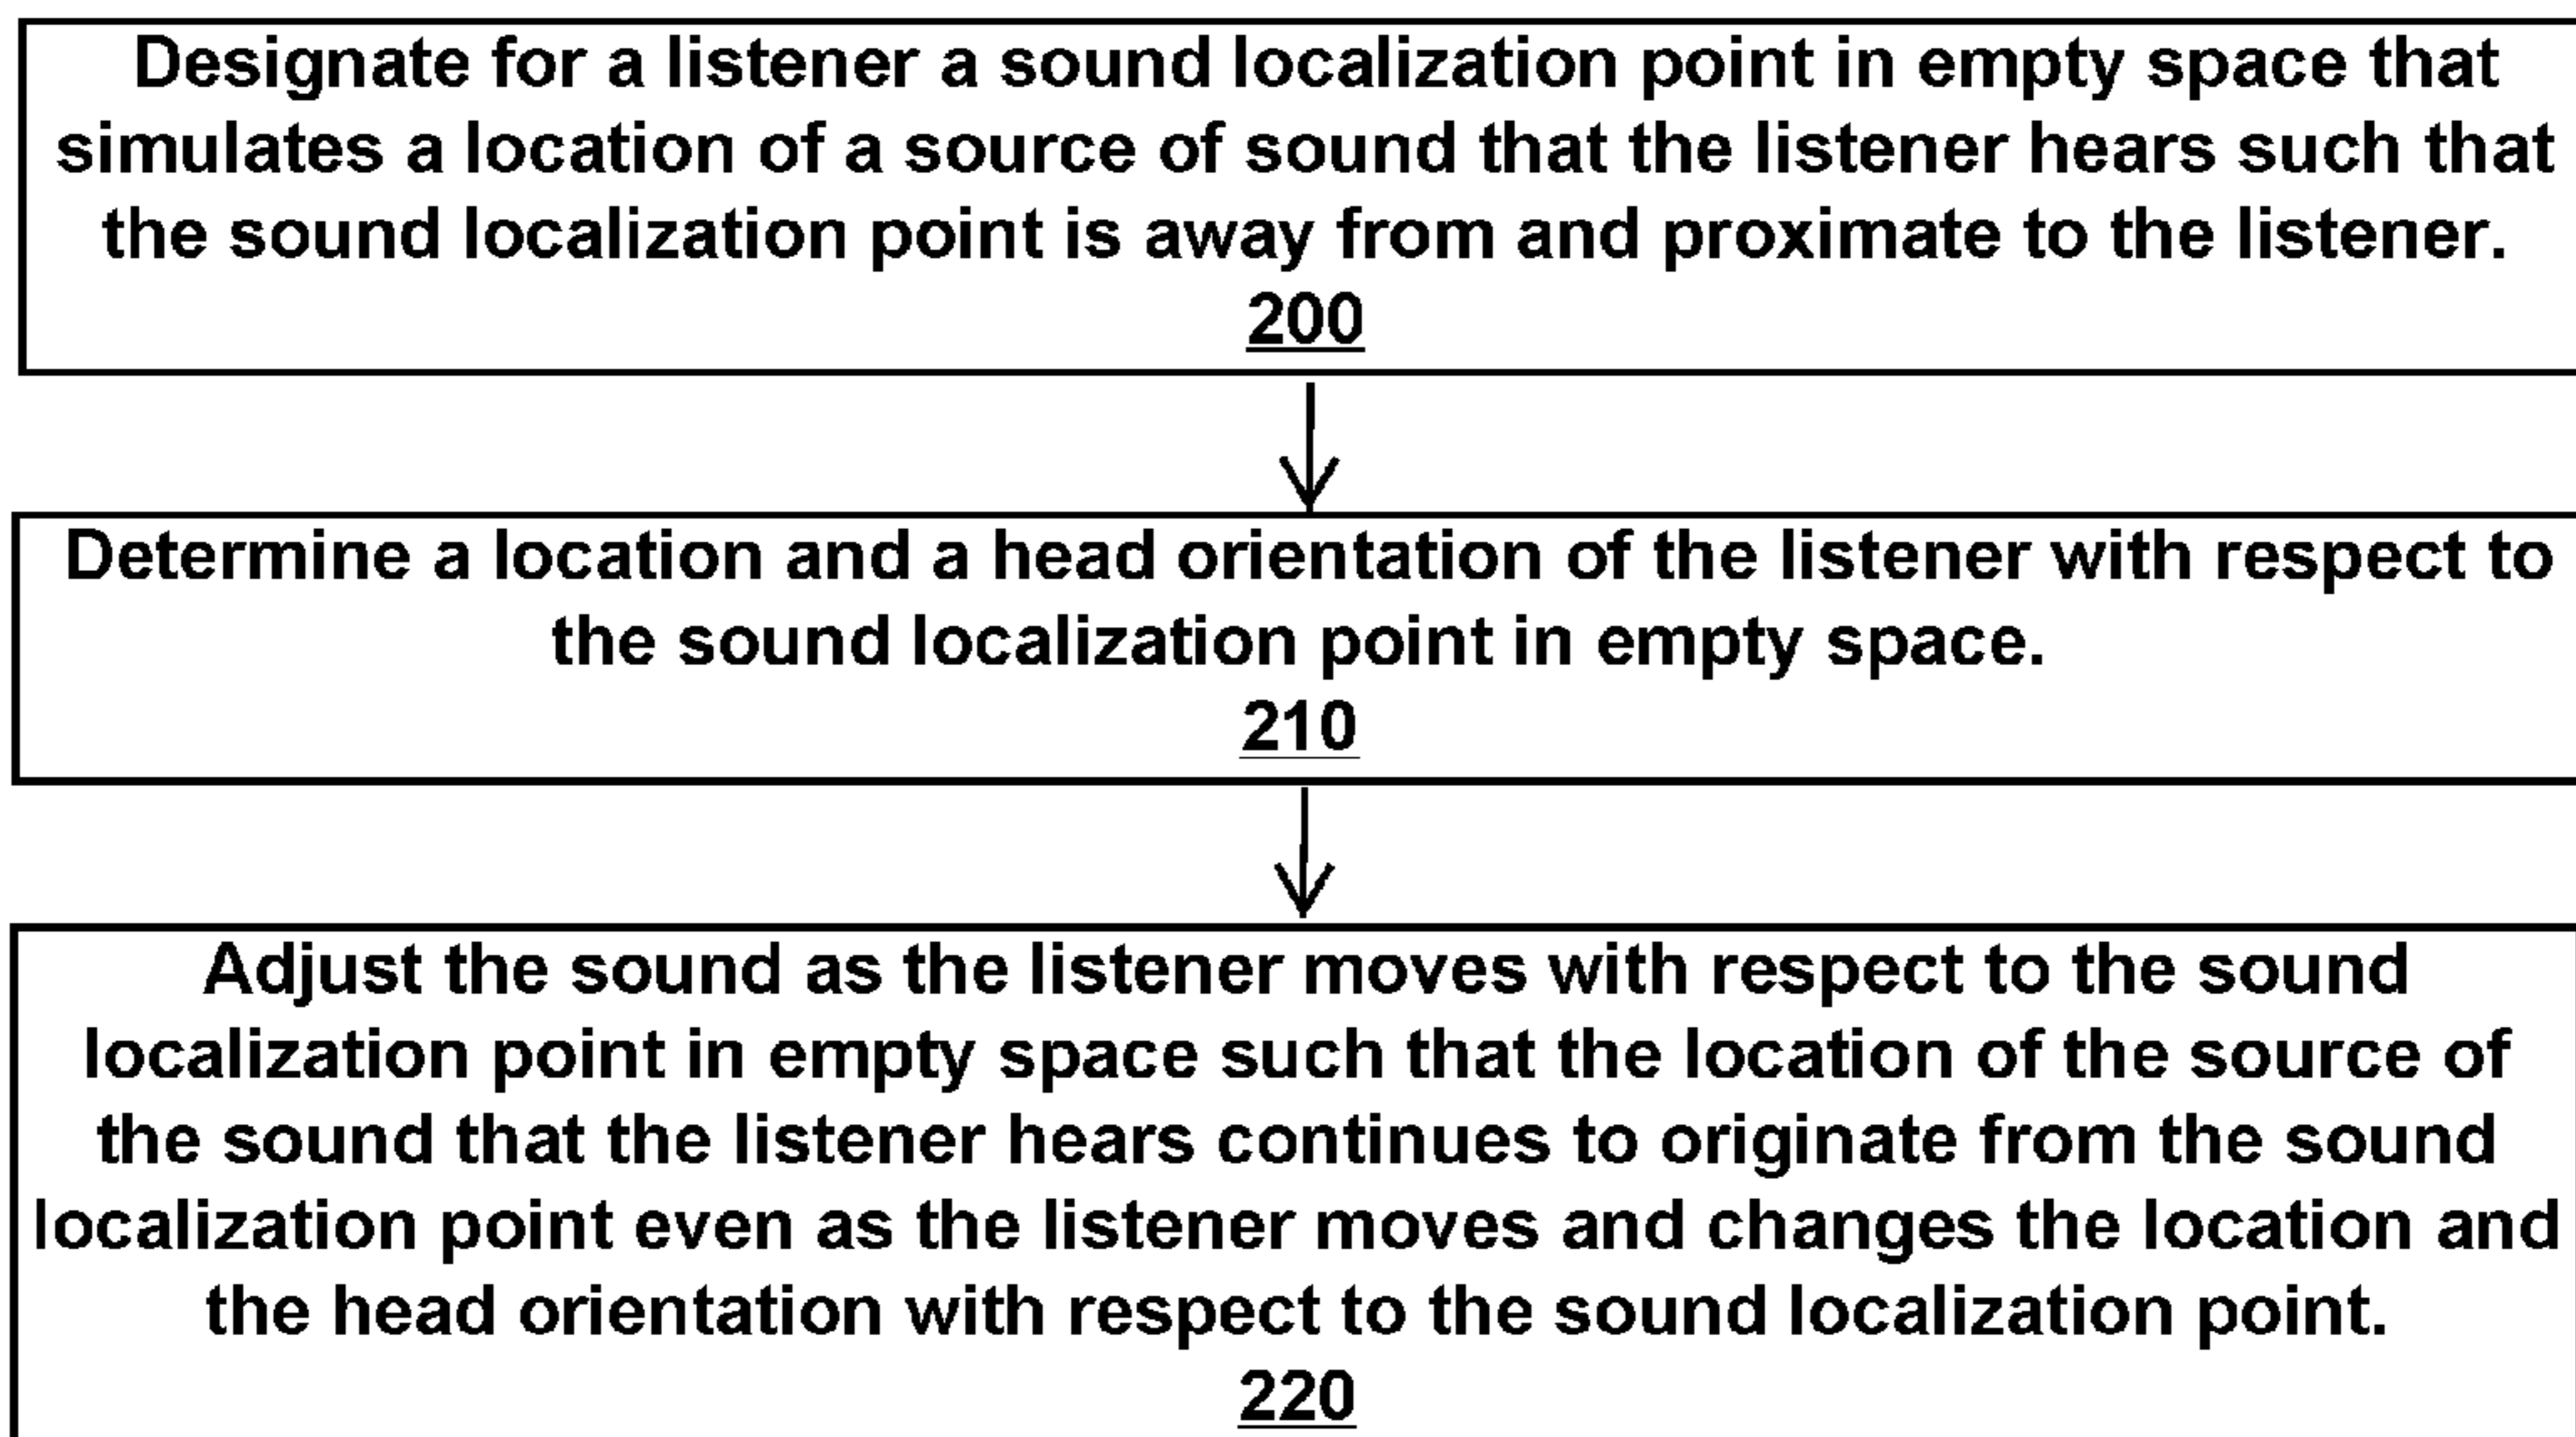 Designate for a listener a sound localization point in empty space that
simulates a location of a source of sound that the listener hears such that
the sound localization point is away from and proximate to the listener.
200
Determine a location and a head orientation of the listener with respect to
the sound localization point in empty space.
210
Adjust the sound as the listener moves with respect to the sound
localization point in empty space such that the location of the source of
the sound that the listener hears continues to originate from the sound
localization point even as the listener moves and changes the location and
the head orientation with respect to the sound localization point.
220